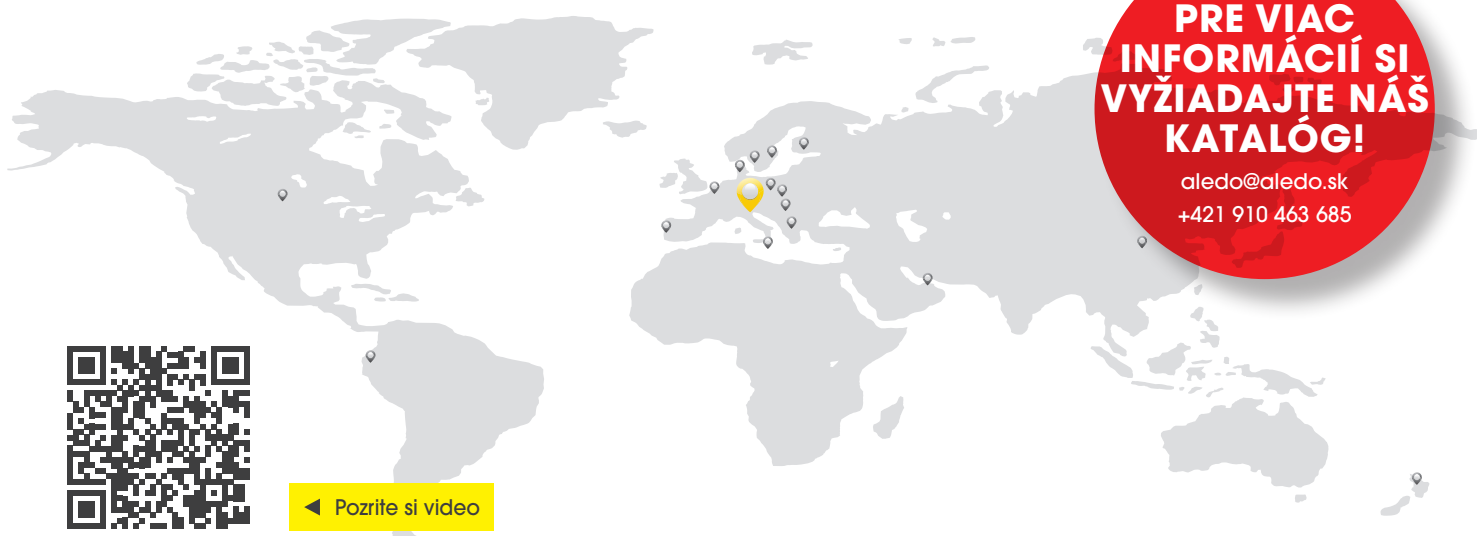 PRE VIAC
INFORMÁCIÍ SI
VYŽIADAJTE NÁŠ
KATALÓG!
aledo@aledo.sk
+421 910 463 685
Pozrite si video